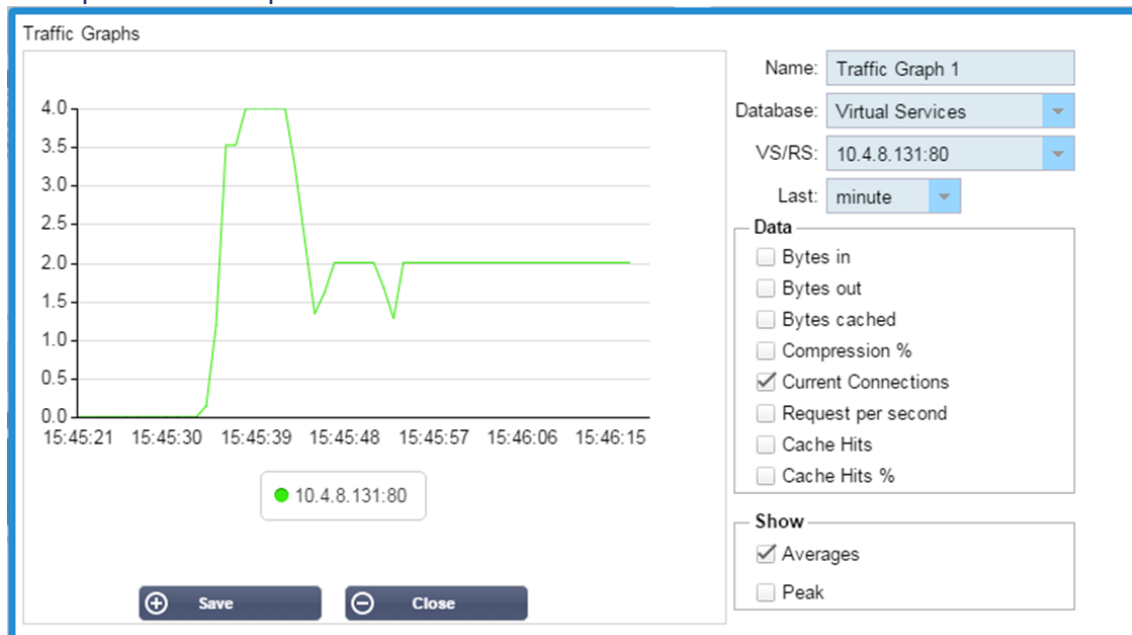 Traffic Graphs
4.0
3.5
3.0
2.5
2.0
1.5
1.0
0.5
0.0
15:45:21 15:45:30 15:45:39 15:45:48 15:45:57 15:46:06 15:46:15
10.4.8.131:80
Save Close
Name: Traffic Graph 1
Database: Virtual Services
VS/RS: 10.4.8.131:80
Last: minute
Data
Bytes in
Bytes out
Bytes cached
Compression %
Current Connections
Request per second
Cache Hits
Cache Hits %
Show
Averages
Peak